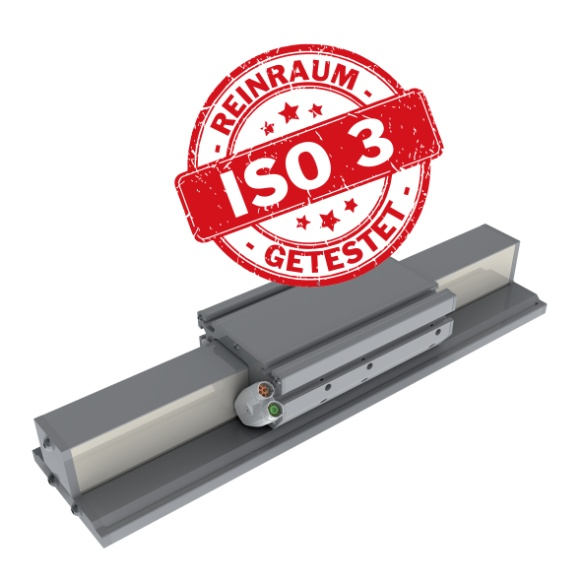 - REINRAUM -
ISO 3
- GETESTET -